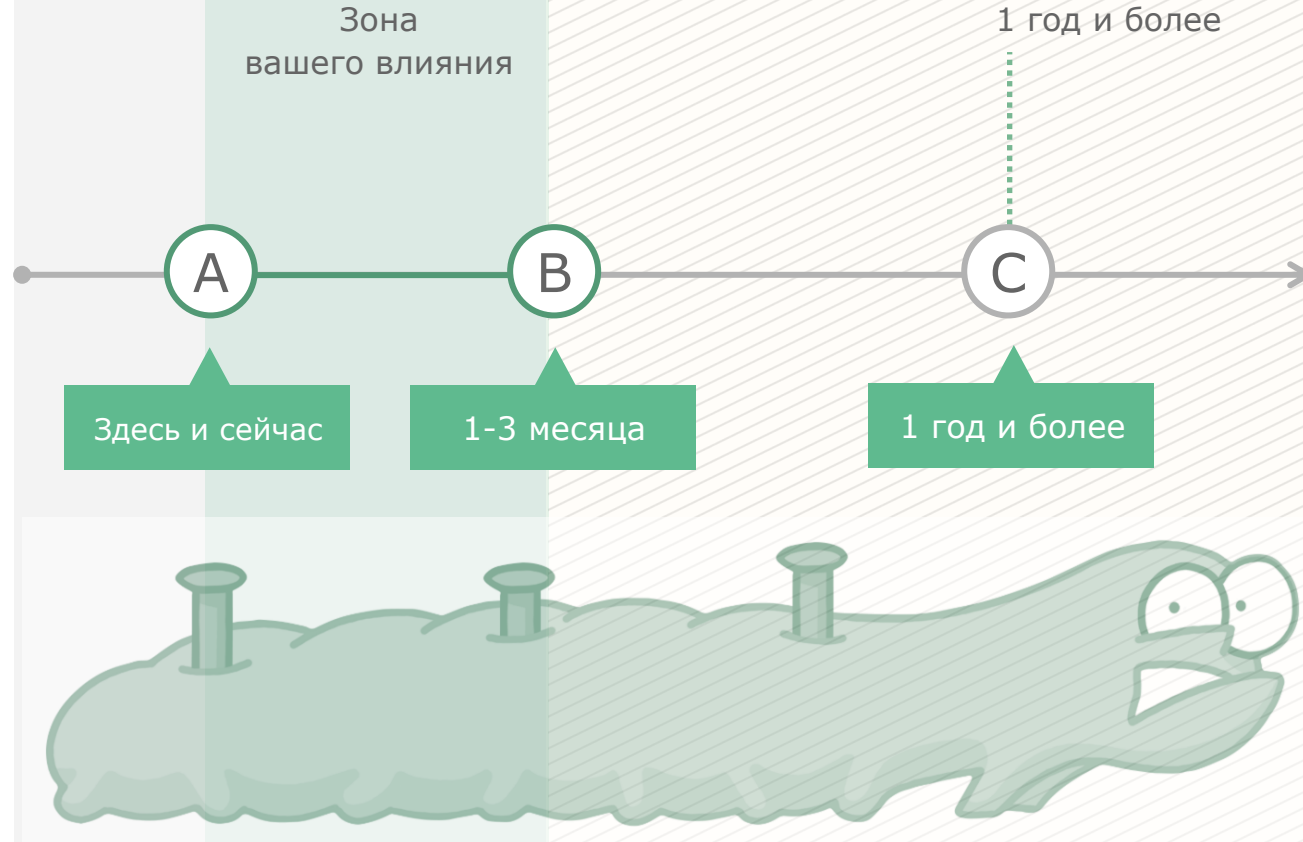 Зона
вашего влияния
1 год и более
A
B
C
Здесь и сейчас
1-3 месяца
1 год и более